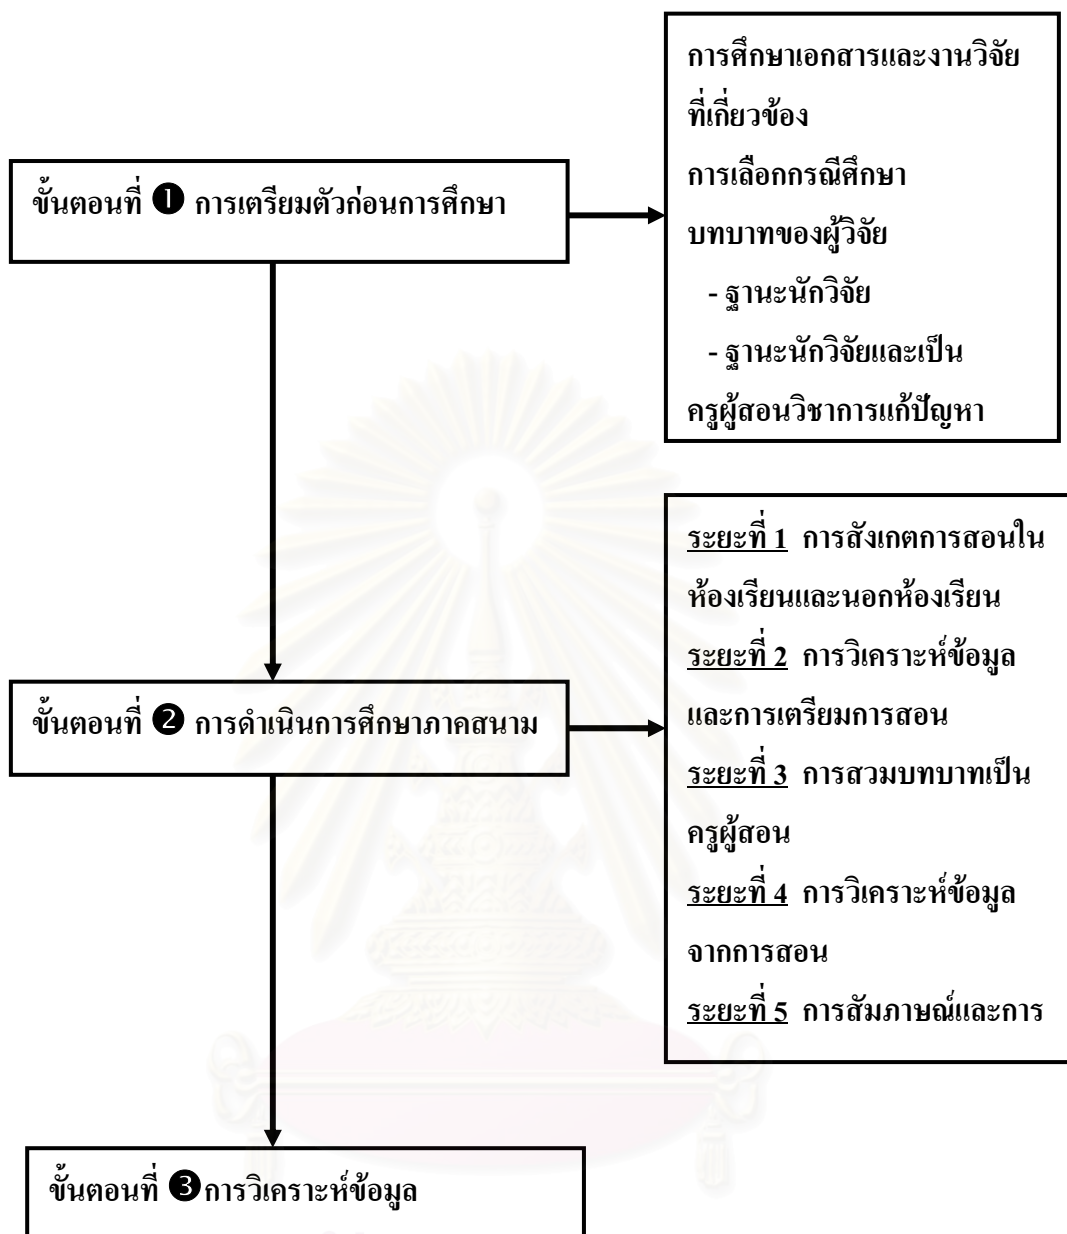 ขั้นตอนที่ ❶ การเตรียมตัวก่อนการศึกษา
การศึกษาเอกสารและงานวิจัย
ที่เกี่ยวข้อง
การเลือกกรณีศึกษา
บทบาทของผู้วิจัย
- ฐานะนักวิจัย
- ฐานะนักวิจัยและเป็น
ครูผู้สอนวิชาการแก้ปัญหา
ขั้นตอนที่ ❷ การดำเนินการศึกษาภาคสนาม
ระยะที่ 1 การสังเกตการสอนใน
ห้องเรียนและนอกห้องเรียน
ระยะที่ 2 การวิเคราะห์ข้อมูล
และการเตรียมการสอน
ระยะที่ 3 การสวมบทบาทเป็น
ครูผู้สอน
ระยะที่ 4 การวิเคราะห์ข้อมูล
จากการสอน
ระยะที่ 5 การสัมภาษณ์และการ
ขั้นตอนที่ ❸ การวิเคราะห์ข้อมูล